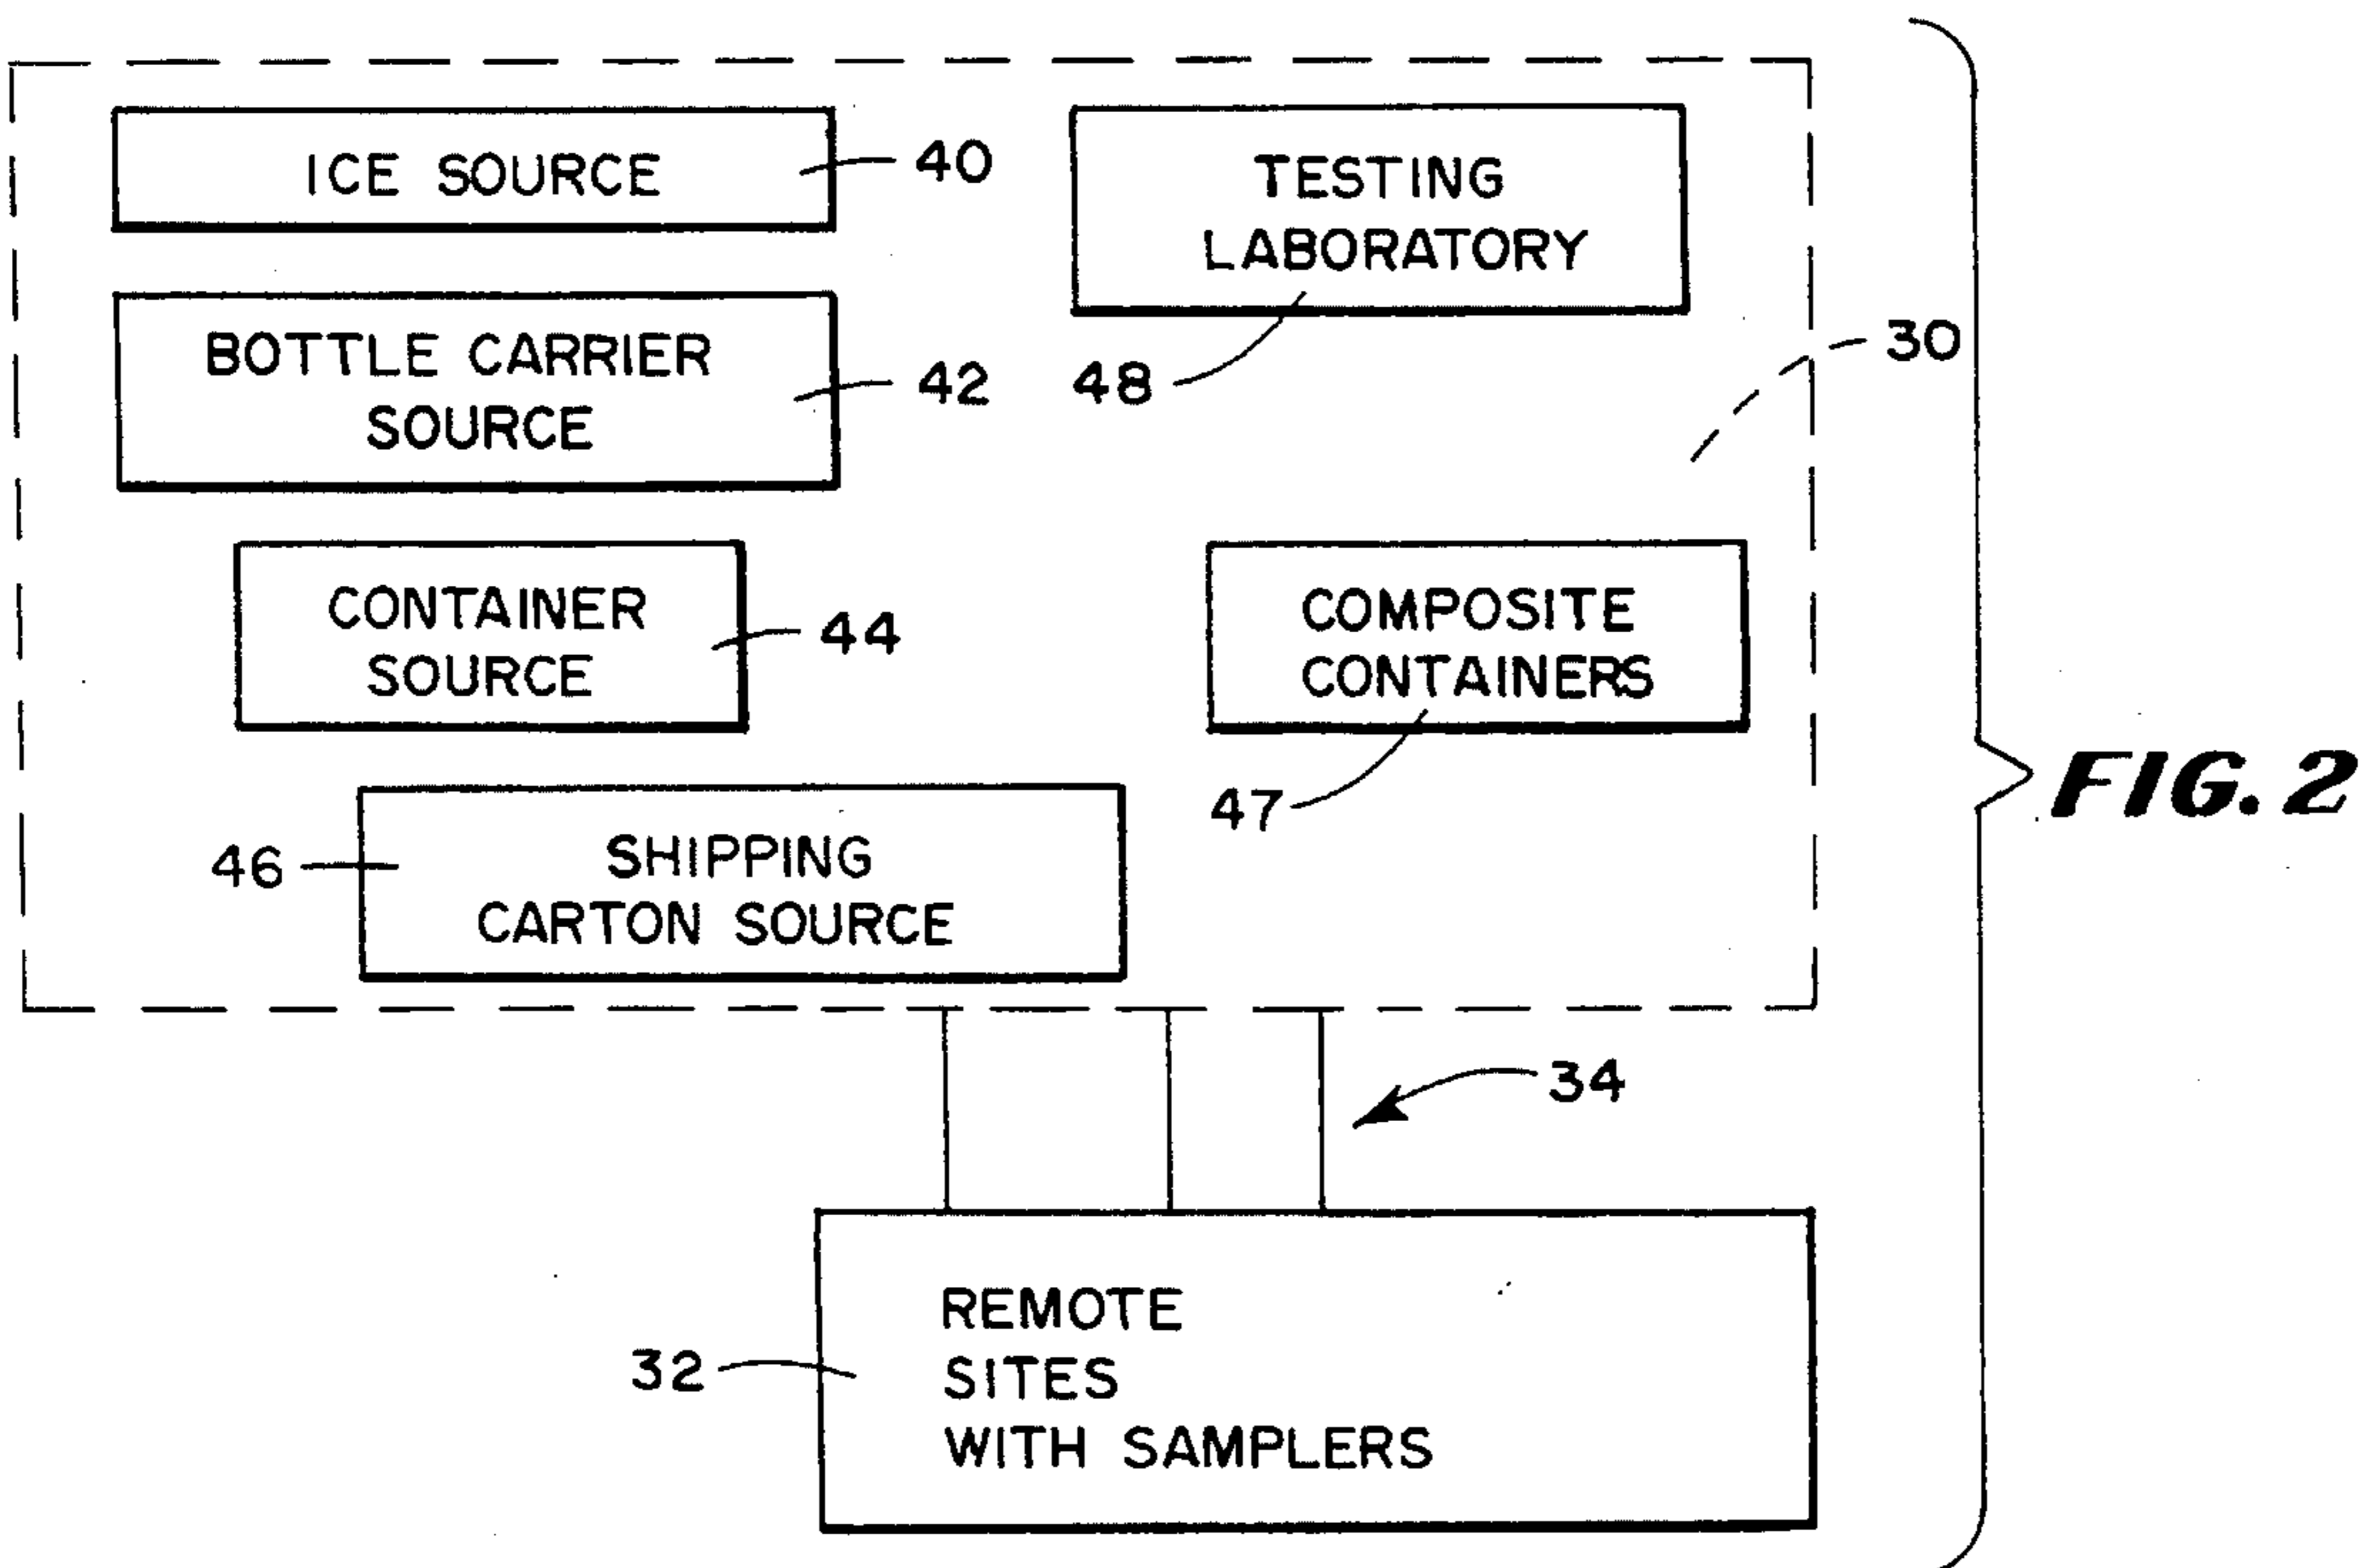 ICE SOURCE
40
TESTING
LABORATORY
48
BOTTLE CARRIER
SOURCE
42
30
CONTAINER
SOURCE
44
COMPOSITE
CONTAINERS
47
SHIPPING
CARTON SOURCE
46
FIG. 2
34
REMOTE
SITES
WITH SAMPLERS
32